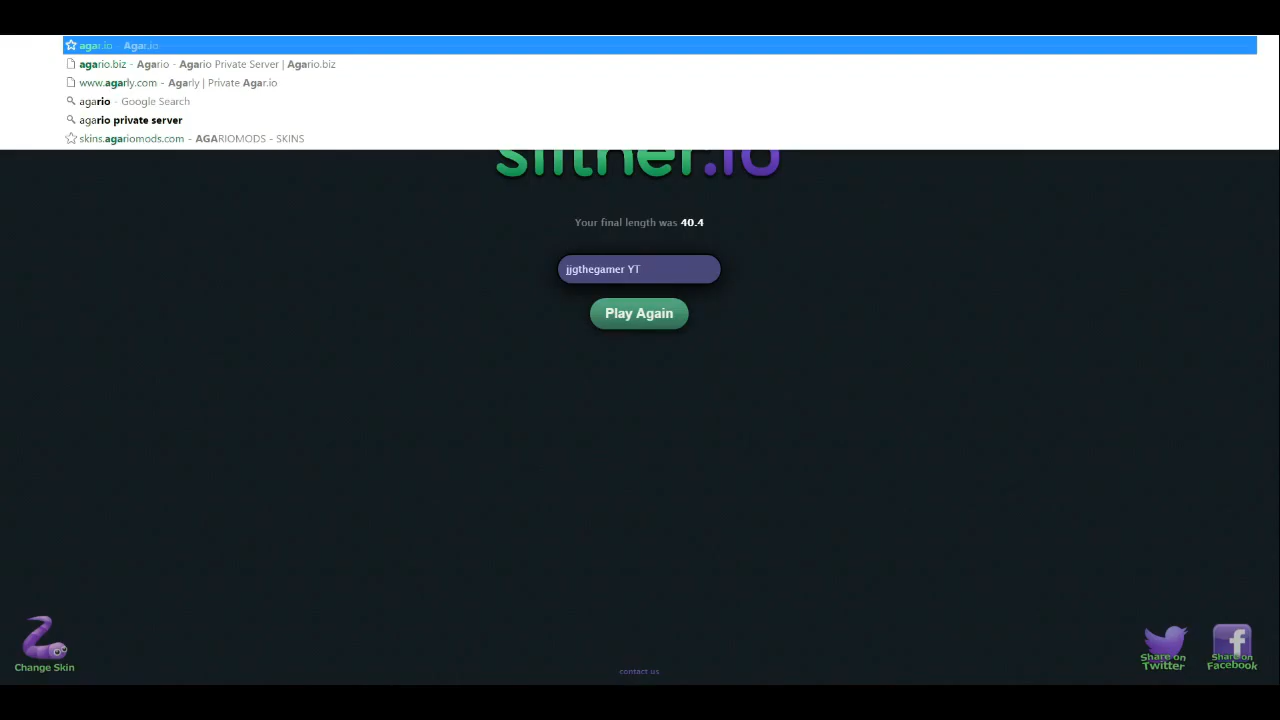 agar.io - Agar.io
agario.biz - Agario - Agario Private Server | Agario.biz
www.agarly.com - Agarly | Private Agar.io
agario - Google Search
agario private server
skins.agariomods.com - AGARIOMODS - SKINS
slither.io
Your final length was 40.4
jjgthegamer YT
Play Again
Change Skin
contact us
Share on
Twitter
Share on
Facebook